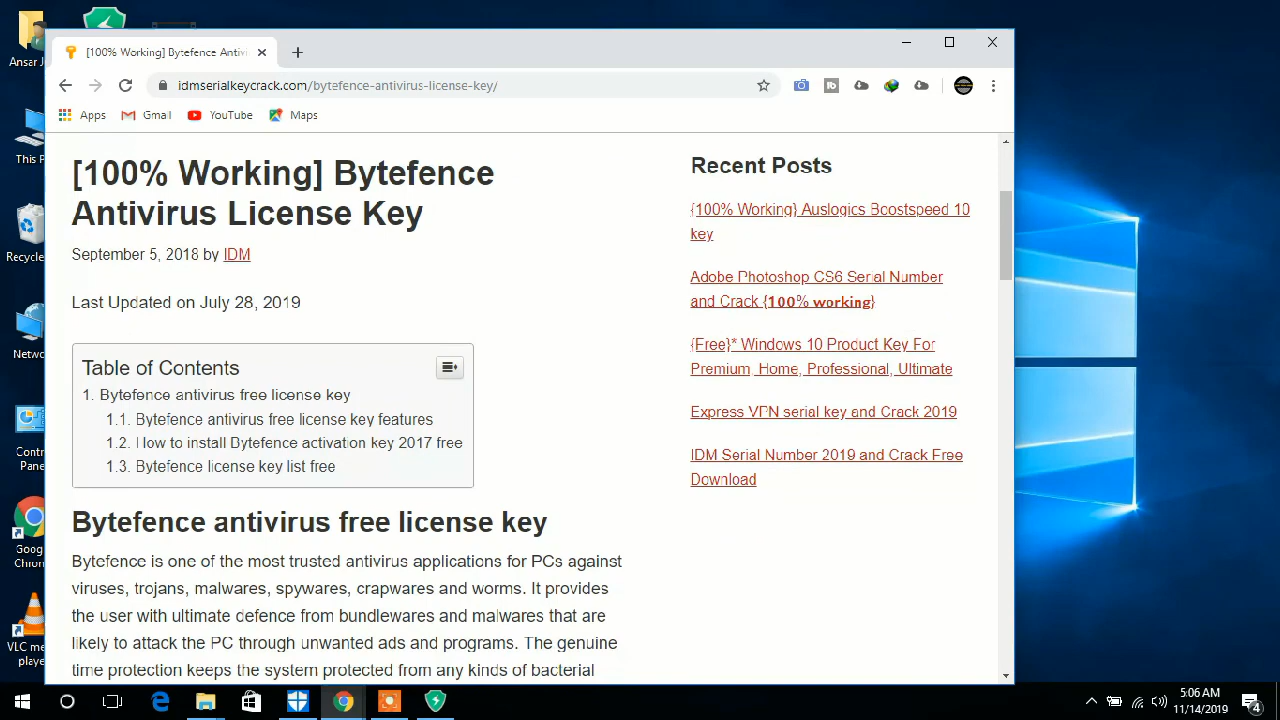 Ansar J
This P
Recycle
Netwo
Contr
Pane
Goog
Chron
VLC me
playe
[100% Working] Bytefence Antivi
idmserialkeycrack.com/bytefence-antivirus-license-key/
Apps
Gmail
YouTube
Maps
[100% Working] Bytefence
Antivirus License Key
September 5, 2018 by IDM
Last Updated on July 28, 2019
Table of Contents
1. Bytefence antivirus free license key
1.1. Bytefence antivirus free license key features
1.2. How to install Bytefence activation key 2017 free
1.3. Bytefence license key list free
Bytefence antivirus free license key
Bytefence is one of the most trusted antivirus applications for PCs against
viruses, trojans, malwares, spywares, crapwares and worms. It provides
the user with ultimate defence from bundlewares and malwares that are
likely to attack the PC through unwanted ads and programs. The genuine
time protection keeps the system protected from any kinds of bacterial
Recent Posts
{100% Working} Auslogics Boostspeed 10
key
Adobe Photoshop CS6 Serial Number
and Crack {100% working}
{Free}* Windows 10 Product Key For
Premium, Home, Professional, Ultimate
Express VPN serial key and Crack 2019
IDM Serial Number 2019 and Crack Free
Download
5:06 AM
11/14/2019
4